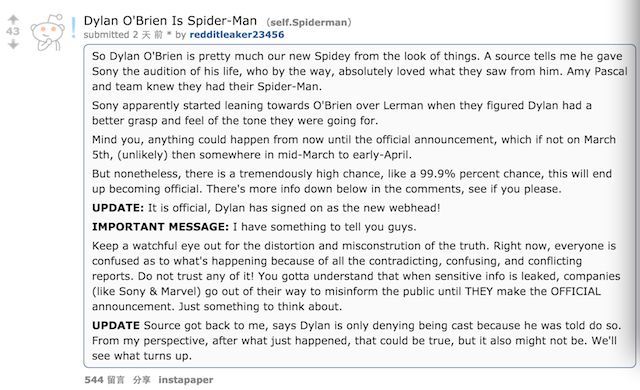 Dylan O'Brien Is Spider-Man (self.Spiderman)
43
submitted 2 天 前 * by redditleaker23456
So Dylan O'Brien is pretty much our new Spidey from the look of things. A source tells me he gave
Sony the audition of his life, who by the way, absolutely loved what they saw from him. Amy Pascal
and team knew they had their Spider-Man.
Sony apparently started leaning towards O'Brien over Lerman when they figured Dylan had a
better grasp and feel of the tone they were going for.
Mind you, anything could happen from now until the official announcement, which if not on March
5th, (unlikely) then somewhere in mid-March to early-April.
But nonetheless, there is a tremendously high chance, like a 99.9% percent chance, this will end
up becoming official. There's more info down below in the comments, see if you please.
UPDATE: It is official, Dylan has signed on as the new webhead!
IMPORTANT MESSAGE: I have something to tell you guys.
Keep a watchful eye out for the distortion and misconstrution of the truth. Right now, everyone is
confused as to what's happening because of all the contradicting, confusing, and conflicting
reports. Do not trust any of it! You gotta understand that when sensitive info is leaked, companies
(like Sony & Marvel) go out of their way to misinform the public until THEY make the OFFICIAL
announcement. Just something to think about.
UPDATE Source got back to me, says Dylan is only denying being cast because he was told do so.
From my perspective, after what just happened, that could be true, but it also might not be. We'll
see what turns up.
544 留言 分享 instapaper